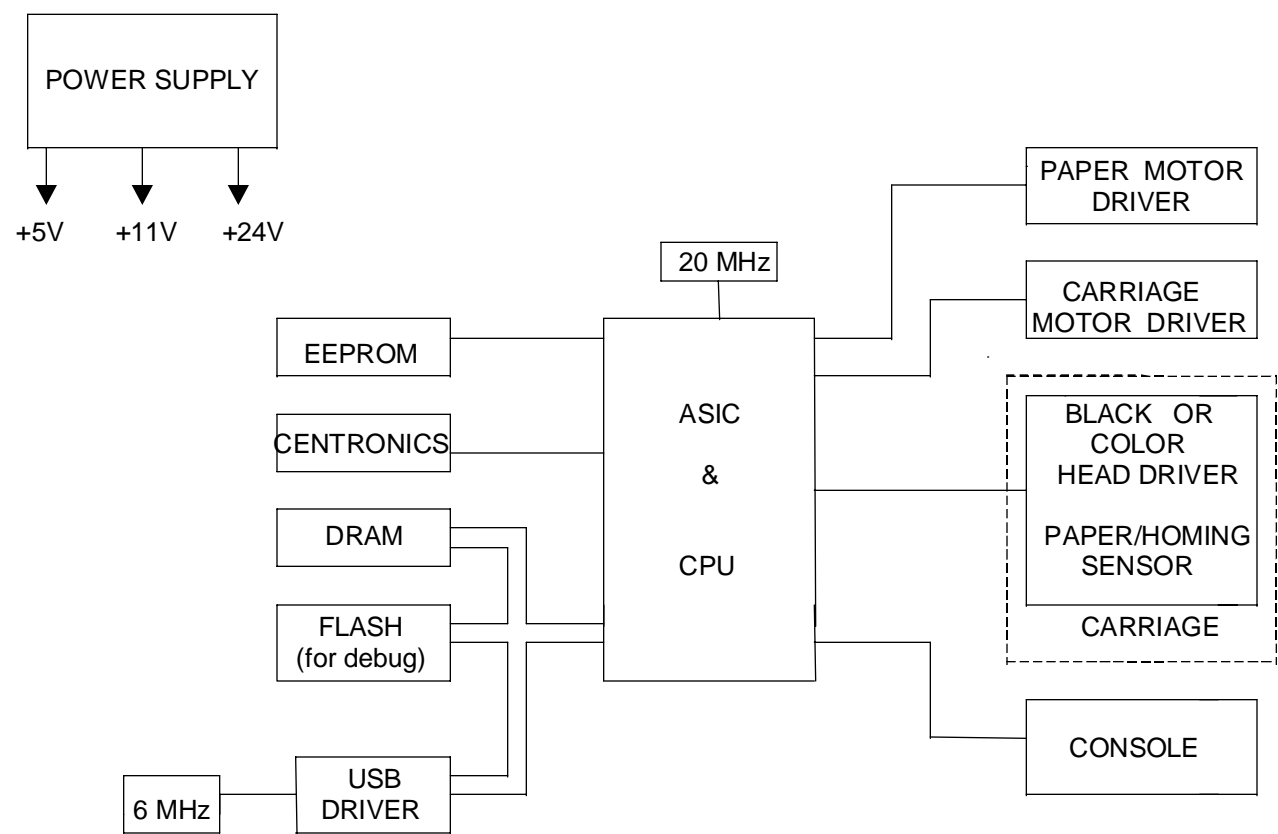 POWER SUPPLY
+5V +11V +24V
PAPER MOTOR
DRIVER
20 MHz
CARRIAGE
MOTOR DRIVER
EEPROM
CENTRONICS
DRAM
FLASH
(for debug)
USB
DRIVER
6 MHz
ASIC
&
CPU
BLACK OR
COLOR
HEAD DRIVER
PAPER/HOMING
SENSOR
CARRIAGE
CONSOLE